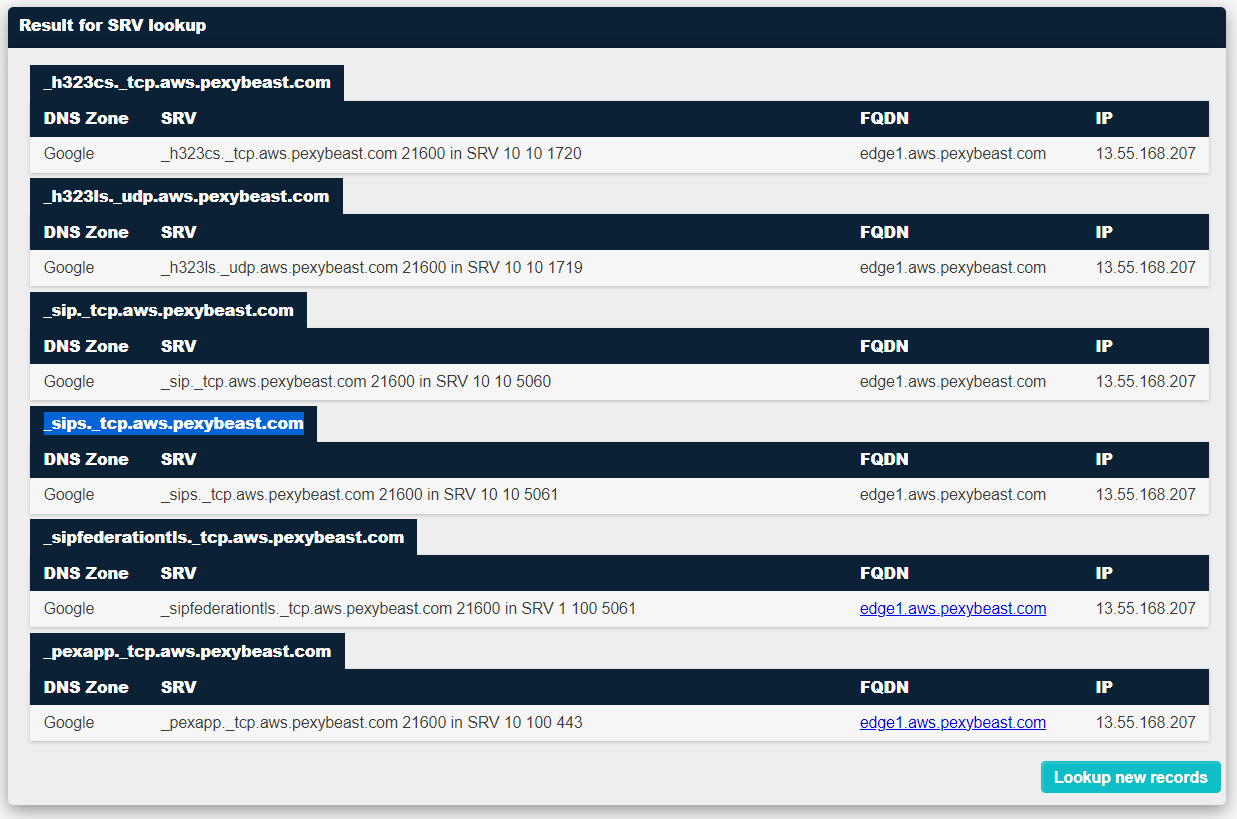 Result for SRV lookup
_h323cs._tcp.aws.pexybeast.com
DNS Zone SRV FQDN IP
Google _h323cs._tcp.aws.pexybeast.com 21600 in SRV 10 10 1720 edge1.aws.pexybeast.com 13.55.168.207
_h323ls._udp.aws.pexybeast.com
DNS Zone SRV FQDN IP
Google _h323ls._udp.aws.pexybeast.com 21600 in SRV 10 10 1719 edge1.aws.pexybeast.com 13.55.168.207
_sip._tcp.aws.pexybeast.com
DNS Zone SRV FQDN IP
Google _sip._tcp.aws.pexybeast.com 21600 in SRV 10 10 5060 edge1.aws.pexybeast.com 13.55.168.207
_sips._tcp.aws.pexybeast.com
DNS Zone SRV FQDN IP
Google _sips._tcp.aws.pexybeast.com 21600 in SRV 10 10 5061 edge1.aws.pexybeast.com 13.55.168.207
_sipfederationtls._tcp.aws.pexybeast.com
DNS Zone SRV FQDN IP
Google _sipfederationtls._tcp.aws.pexybeast.com 21600 in SRV 1 100 5061 edge1.aws.pexybeast.com 13.55.168.207
_pexapp._tcp.aws.pexybeast.com
DNS Zone SRV FQDN IP
Google _pexapp._tcp.aws.pexybeast.com 21600 in SRV 10 100 443 edge1.aws.pexybeast.com 13.55.168.207
Lookup new records